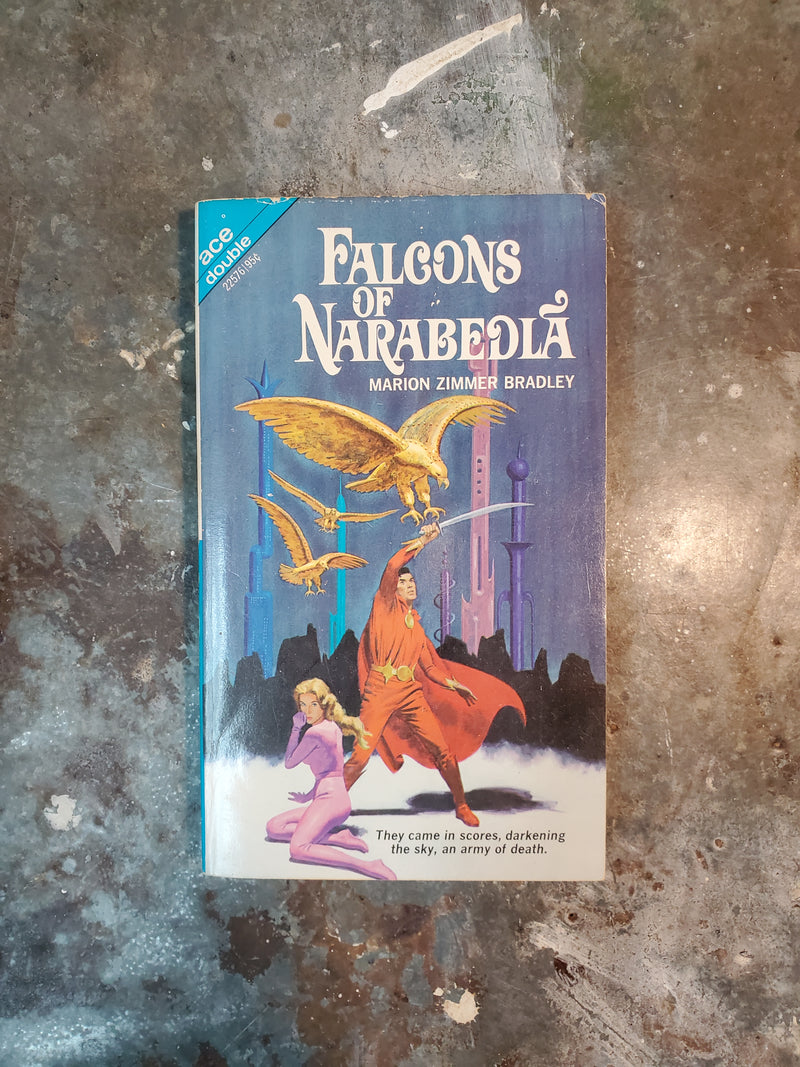 ace
double
22576|95¢
FALCONS
OF
NARABEDLA
MARION ZIMMER BRADLEY
They came in scores, darkening
the sky, an army of death.